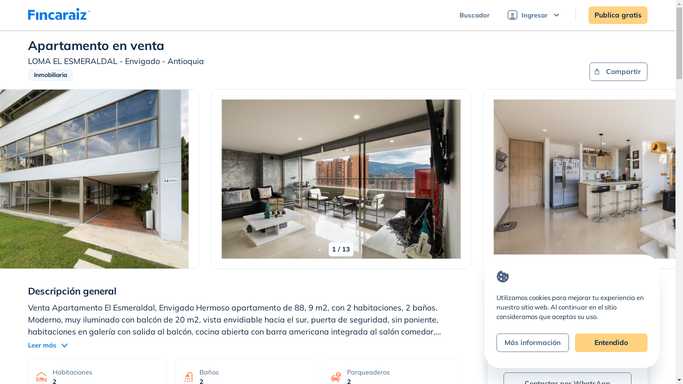 Fincaraiz
Buscador
Ingresar
Publica gratis
Apartamento en venta
LOMA EL ESMERALDAL - Envigado - Antioquia
Inmobiliaria
Compartir
1 / 13
Descripción general
Venta Apartamento El Esmeraldal, Envigado Hermoso apartamento de 88, 9 m2, con 2 habitaciones, 2 baños.
Moderno, muy iluminado con balcón de 20 m2, vista envidiable hacia el sur, puerta de seguridad, sin poniente,
habitaciones en galería con salida al balcón, cocina abierta con barra americana integrada al salón comedor,...
Leer más
Habitaciones
2
Baños
2
Parqueaderos
2
Utilizamos cookies para mejorar tu experiencia en
nuestro sitio web. Al continuar en el sitio
consideramos que aceptas su uso.
Más información
Entendido
Contactar por WhatsApp